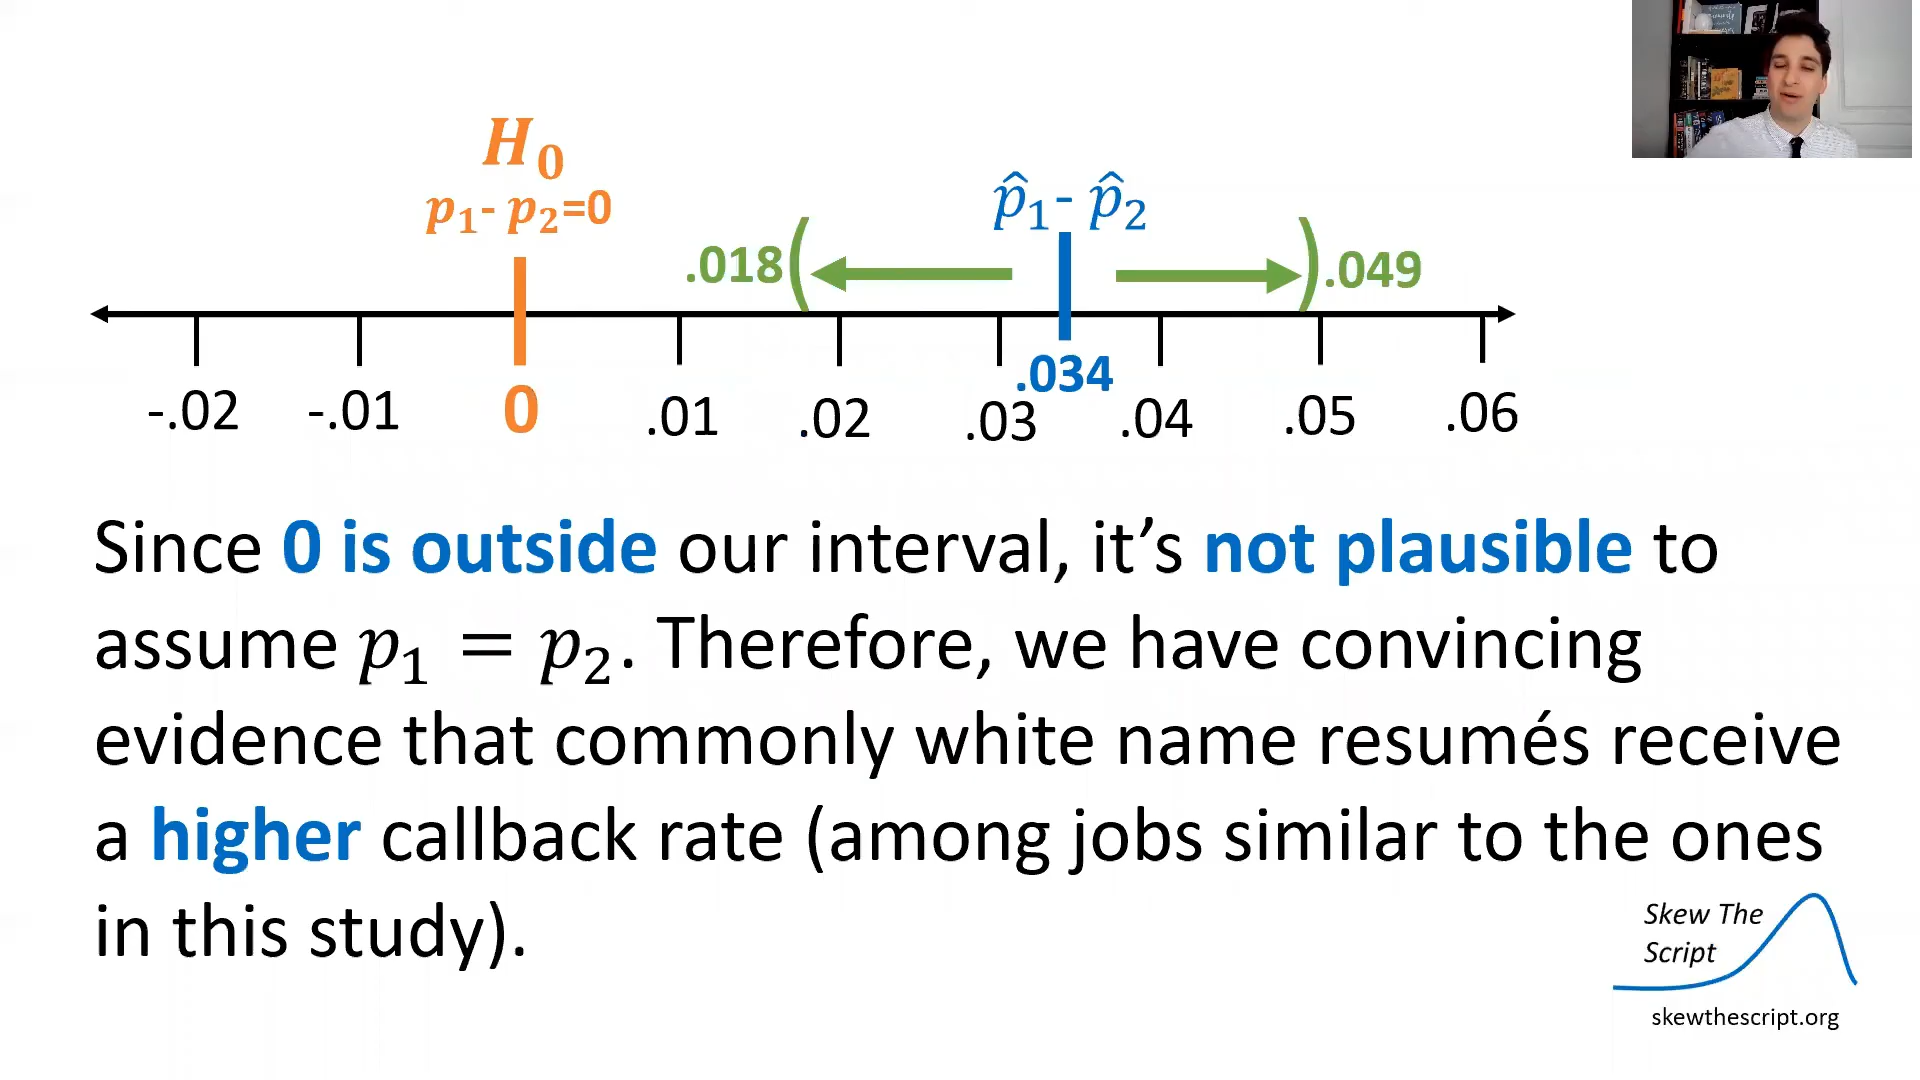 H₀
p₁- p₂=0
p̂₁- p̂₂
.018( ).049
.034
-.02 -.01 0 .01 .02 .03 .04 .05 .06
Since 0 is outside our interval, it’s not plausible to
assume p₁ = p₂. Therefore, we have convincing
evidence that commonly white name resumés receive
a higher callback rate (among jobs similar to the ones
in this study).
Skew The
Script
skewthescript.org